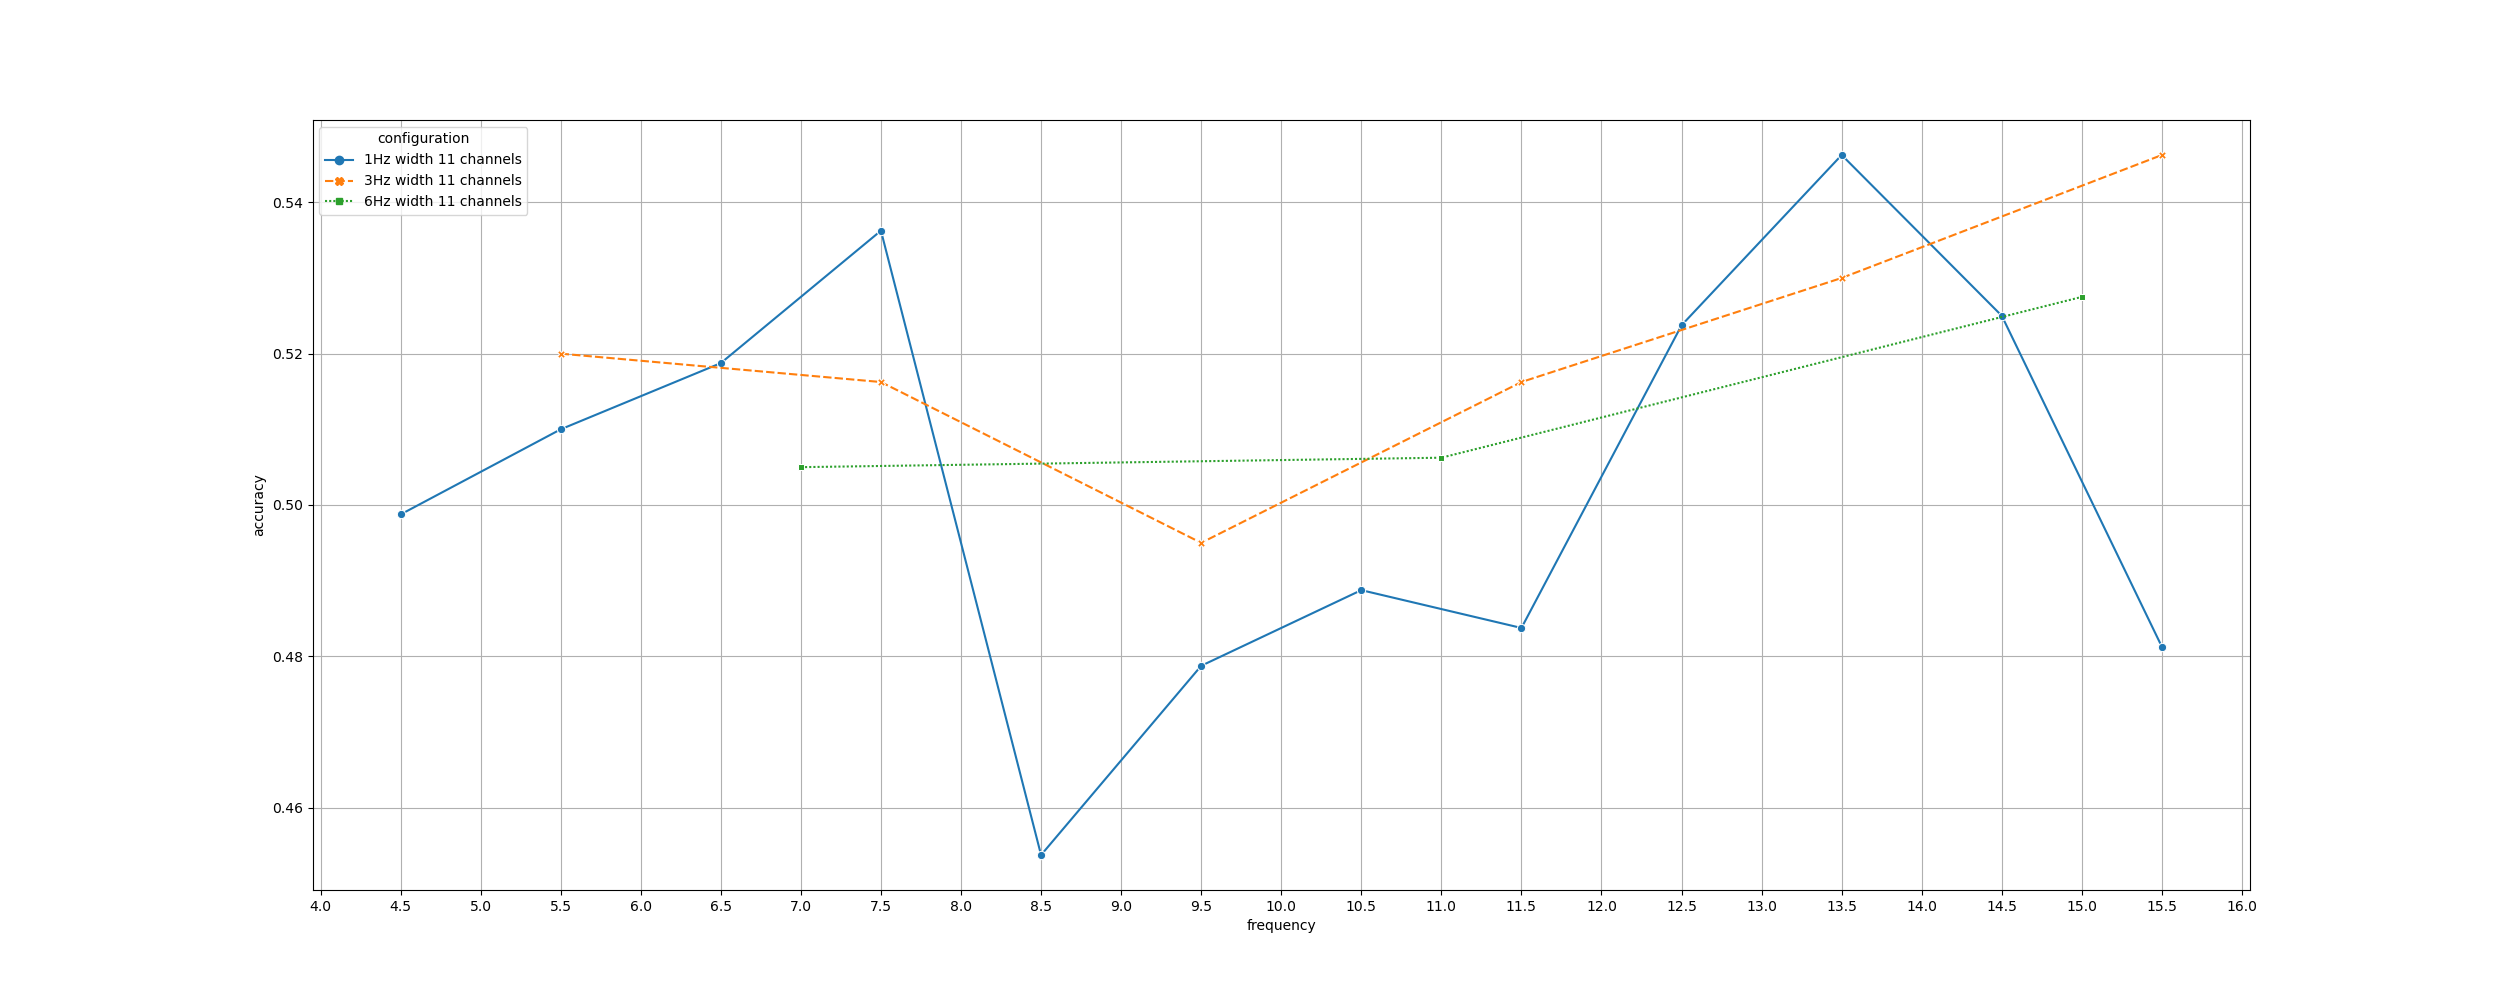 configuration
1Hz width 11 channels
3Hz width 11 channels
6Hz width 11 channels
0.54
0.52
0.50
0.48
0.46
accuracy
4.0 4.5 5.0 5.5 6.0 6.5 7.0 7.5 8.0 8.5 9.0 9.5 10.0 10.5 11.0 11.5 12.0 12.5 13.0 13.5 14.0 14.5 15.0 15.5 16.0
frequency